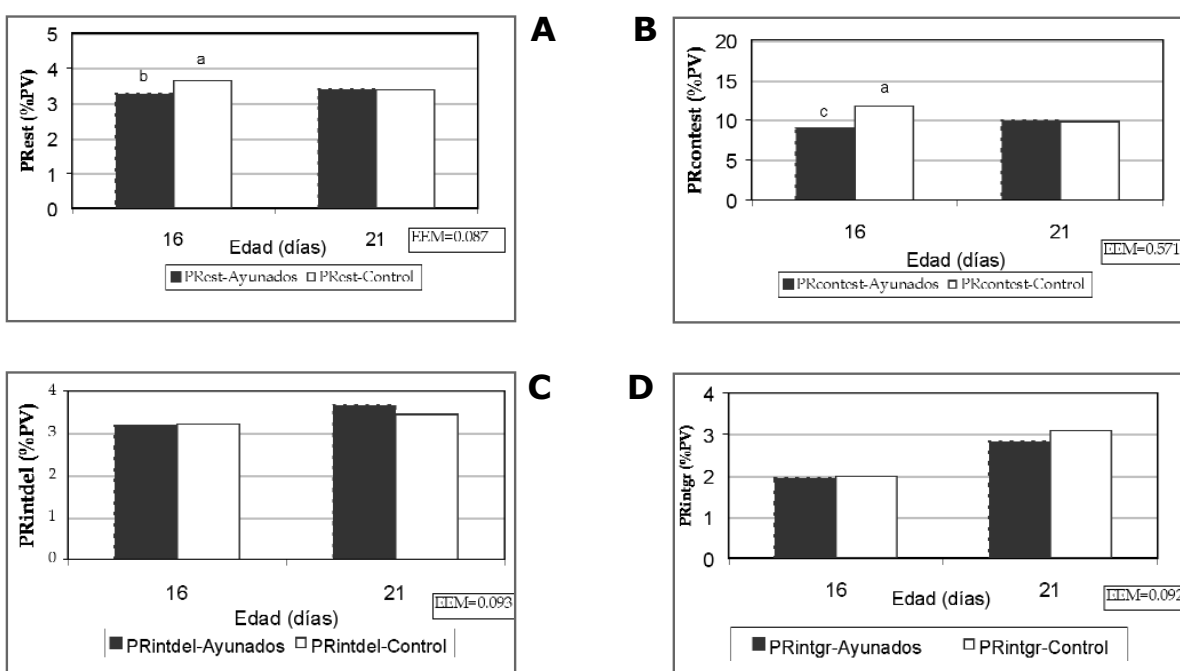 A
5
4
3
2
1
0
PRest (%PV)
b
a
16
21
Edad (días)
EEM=0.087
PRest-Ayunados
PRest-Control
B
20
15
10
5
0
PRcontest (%PV)
c
a
16
21
Edad (días)
EEM=0.571
PRcontest-Ayunados
PRcontest-Control
C
4
3
2
1
0
PRintdel (%PV)
16
21
Edad (días)
EEM=0.093
PRintdel-Ayunados
PRintdel-Control
D
4
3
2
1
0
PRintgr (%PV)
16
21
Edad (días)
EEM=0.092
PRintgr-Ayunados
PRintgr-Control